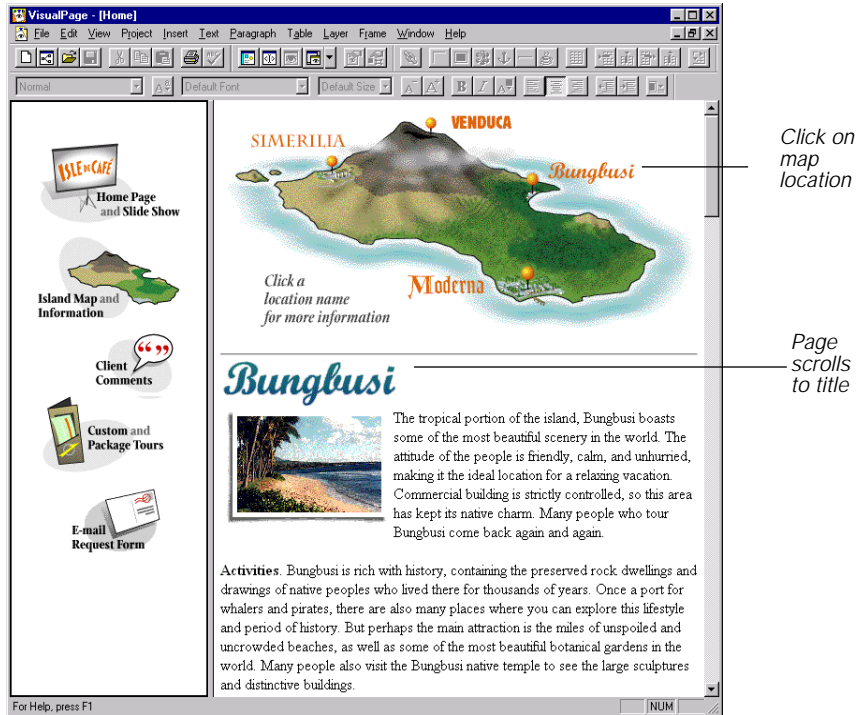 VisualPage - [Home]
File Edit View Project Insert Text Paragraph Table Layer Frame Window Help
Normal Default Font Default Size B I
ISLE DE CAFÉ
Home Page
and Slide Show
Island Map and
Information
Client
Comments
Custom and
Package Tours
E-mail
Request Form
VENDUCA
SIMERILIA
Bungbusi
Moderna
Click a
location name
for more information
Bungbusi
The tropical portion of the island, Bungbusi boasts
some of the most beautiful scenery in the world. The
attitude of the people is friendly, calm, and unhurried,
making it the ideal location for a relaxing vacation.
Commercial building is strictly controlled, so this area
has kept its native charm. Many people who tour
Bungbusi come back again and again.
Activities. Bungbusi is rich with history, containing the preserved rock dwellings and
drawings of native peoples who lived there for thousands of years. Once a port for
whalers and pirates, there are also many places where you can explore this lifestyle
and period of history. But perhaps the main attraction is the miles of unspoiled and
uncrowded beaches, as well as some of the most beautiful botanical gardens in the
world. Many people also visit the Bungbusi native temple to see the large sculptures
and distinctive buildings.
For Help, press F1
NUM
Click on
map
location
Page
scrolls
to title